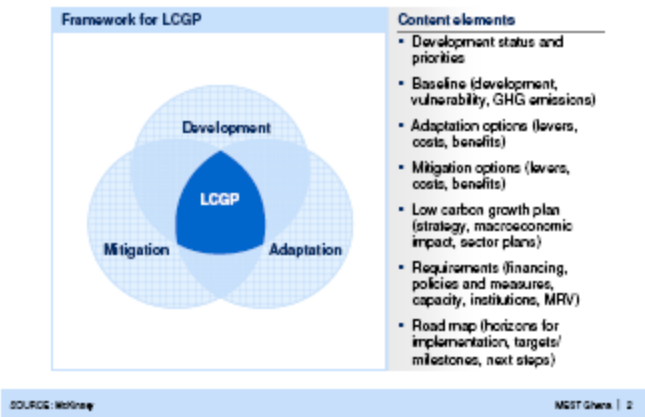 Framework for LCGP
Development
LCGP
Mitigation
Adaptation
Content elements
▪ Development status and
priorities
▪ Baseline (development,
vulnerability, GHG emissions)
▪ Adaptation options (levers,
costs, benefits)
▪ Mitigation options (levers,
costs, benefits)
▪ Low carbon growth plan
(strategy, macroeconomic
impact, sector plans)
▪ Requirements (financing,
policies and measures,
capacity, institutions, MRV)
▪ Road map (horizons for
implementation, targets/
milestones, next steps)
SOURCE: McKinsey
MEST Ghana | 2